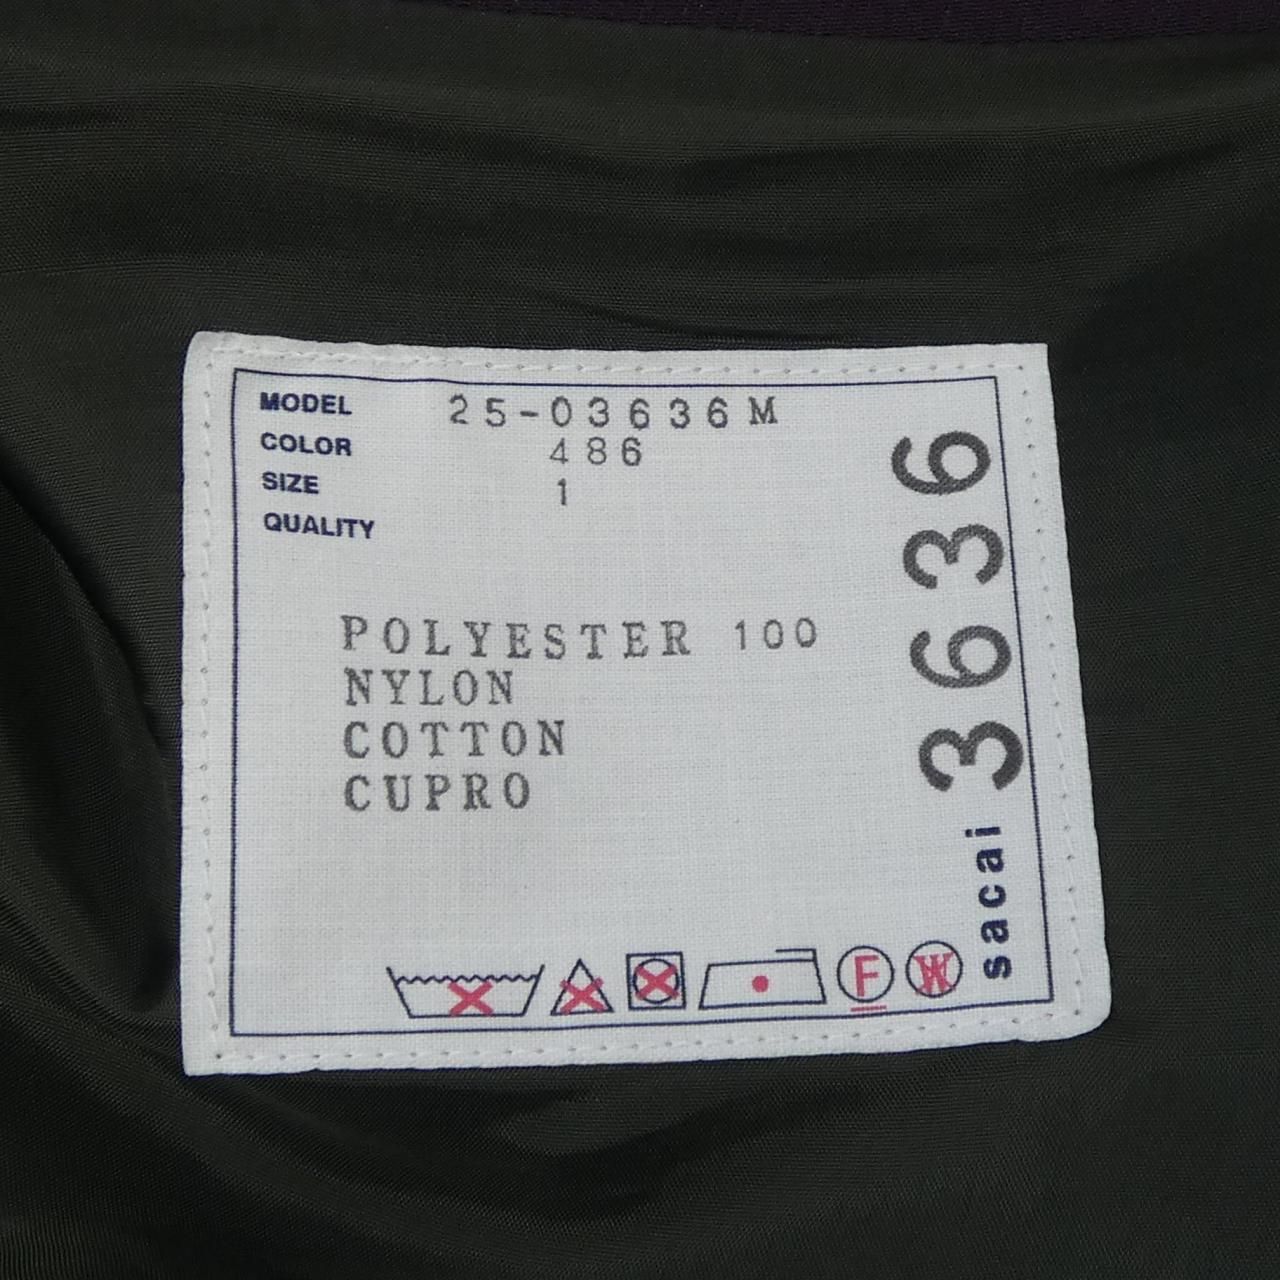 MODEL 25-03636M
COLOR 486
SIZE 1
QUALITY
POLYESTER 100
NYLON
COTTON
CUPRO
F W
sacai 3636